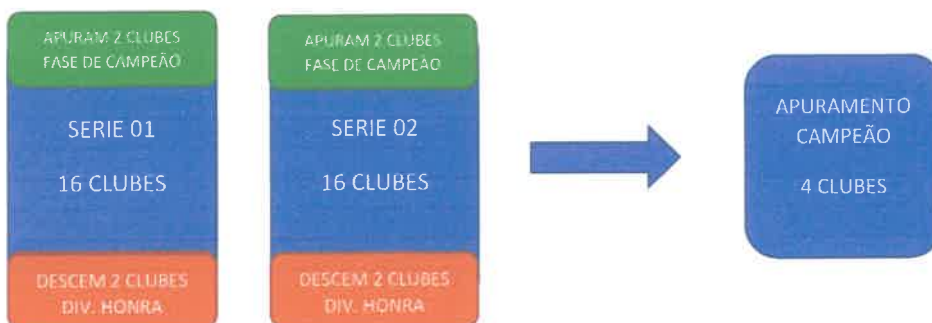 APURAM 2 CLUBES
FASE DE CAMPEÃO
SERIE 01
16 CLUBES
DESCEM 2 CLUBES
DIV. HONRA
APURAM 2 CLUBES
FASE DE CAMPEÃO
SERIE 02
16 CLUBES
DESCEM 2 CLUBES
DIV. HONRA
APURAMENTO
CAMPEÃO
4 CLUBES